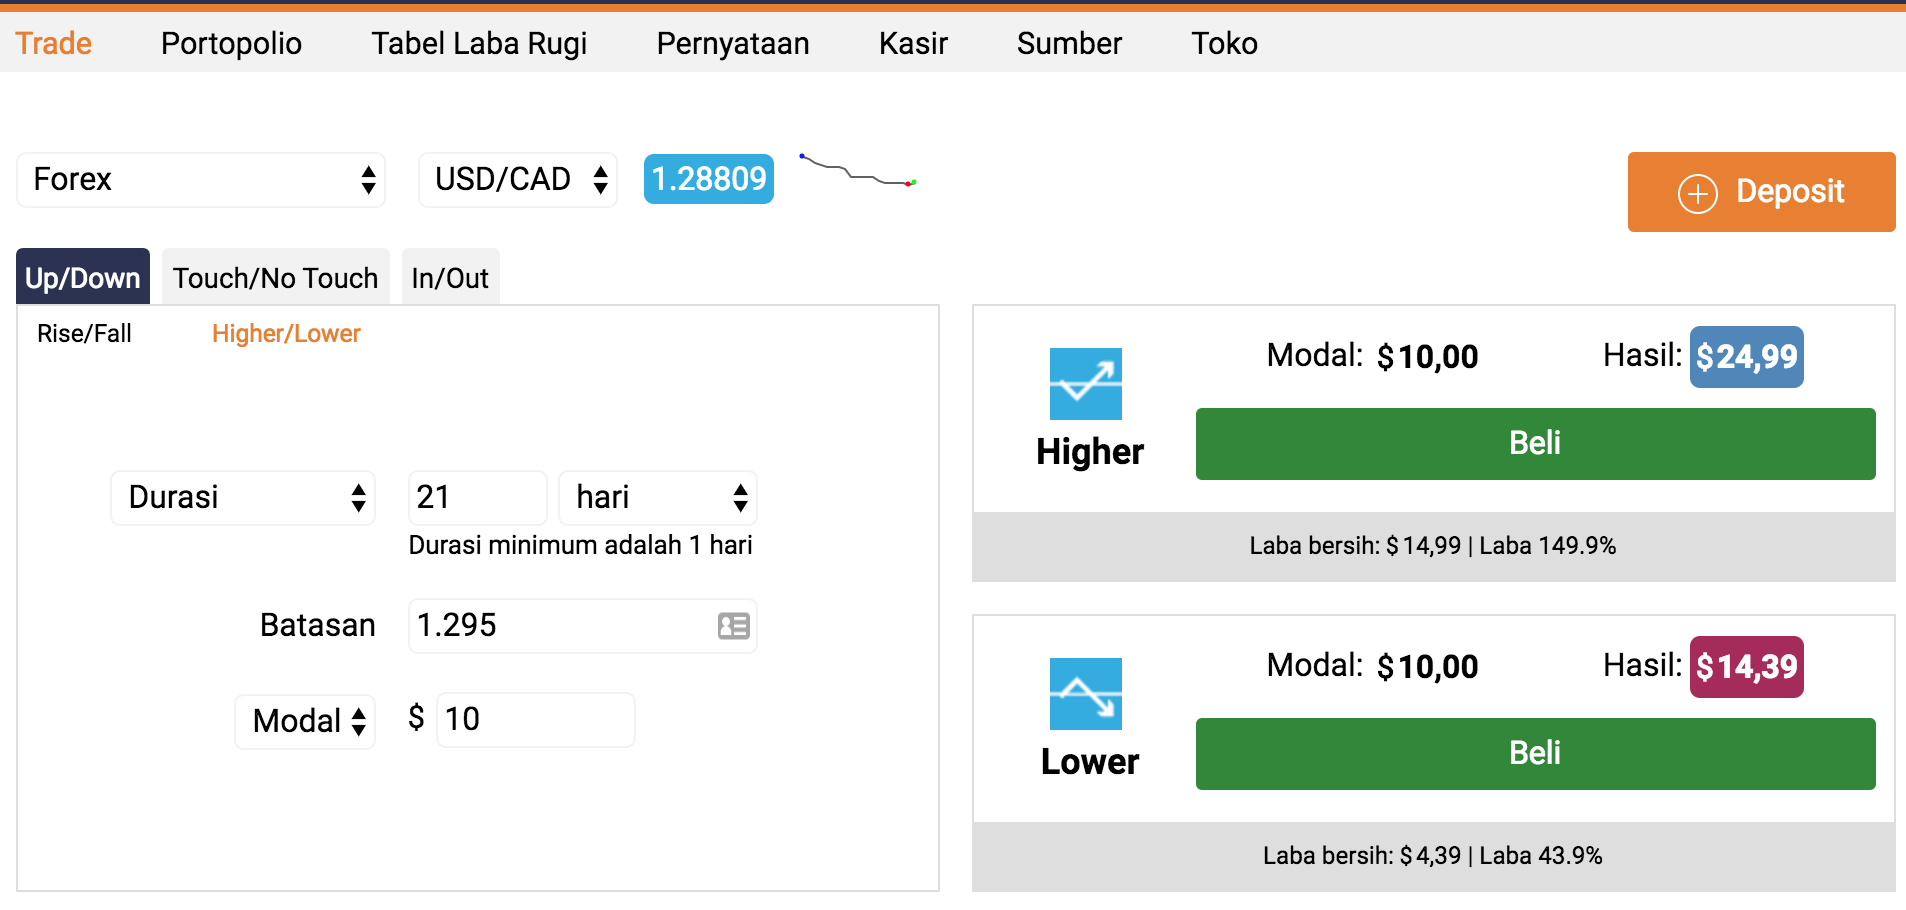 Trade Portopolio Tabel Laba Rugi Pernyataan Kasir Sumber Toko
Forex USD/CAD 1.28809
Deposit
Up/Down Touch/No Touch In/Out
Rise/Fall Higher/Lower
Durasi 21 hari
Durasi minimum adalah 1 hari
Batasan 1.295
Modal $ 10
Modal: $10,00 Hasil: $24,99
Higher
Beli
Laba bersih: $14,99 | Laba 149.9%
Modal: $10,00 Hasil: $14,39
Lower
Beli
Laba bersih: $4,39 | Laba 43.9%